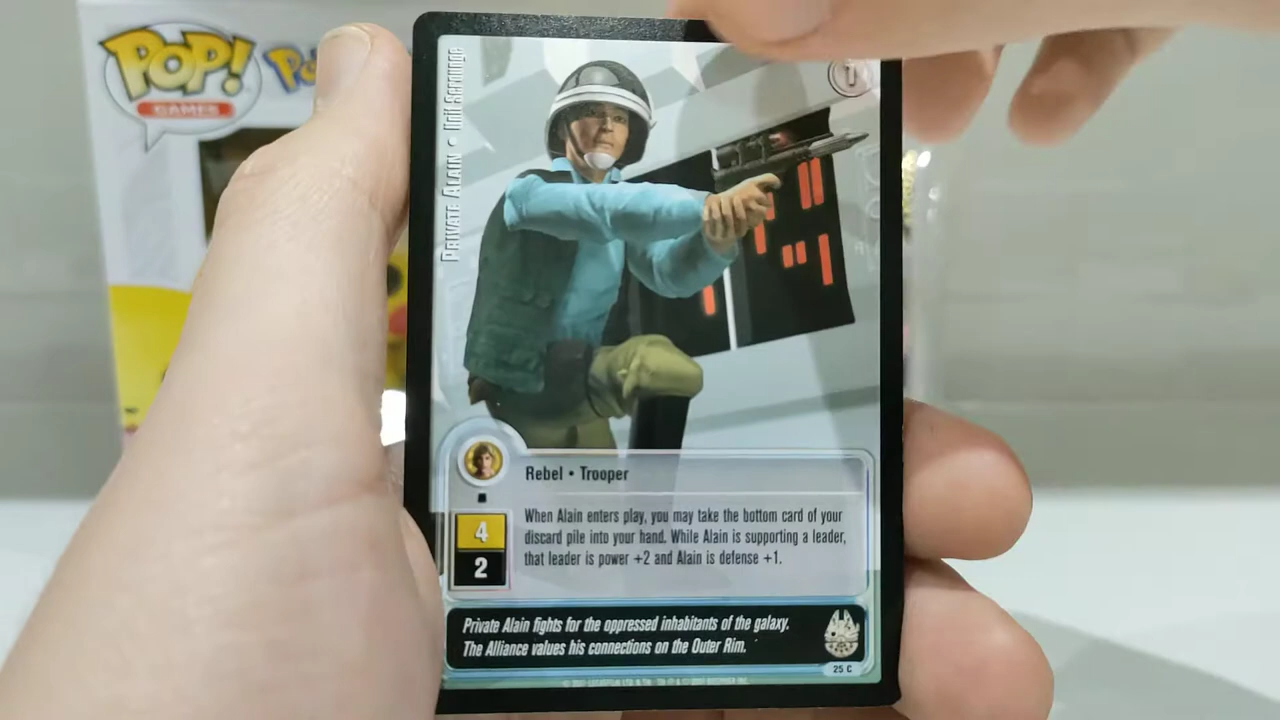 POP!
GAMES
PRIVATE ALAIN • Unit Scrounge
1
Rebel • Trooper
When Alain enters play, you may take the bottom card of your
discard pile into your hand. While Alain is supporting a leader,
that leader is power +2 and Alain is defense +1.
4
2
Private Alain fights for the oppressed inhabitants of the galaxy.
The Alliance values his connections on the Outer Rim.
25 C